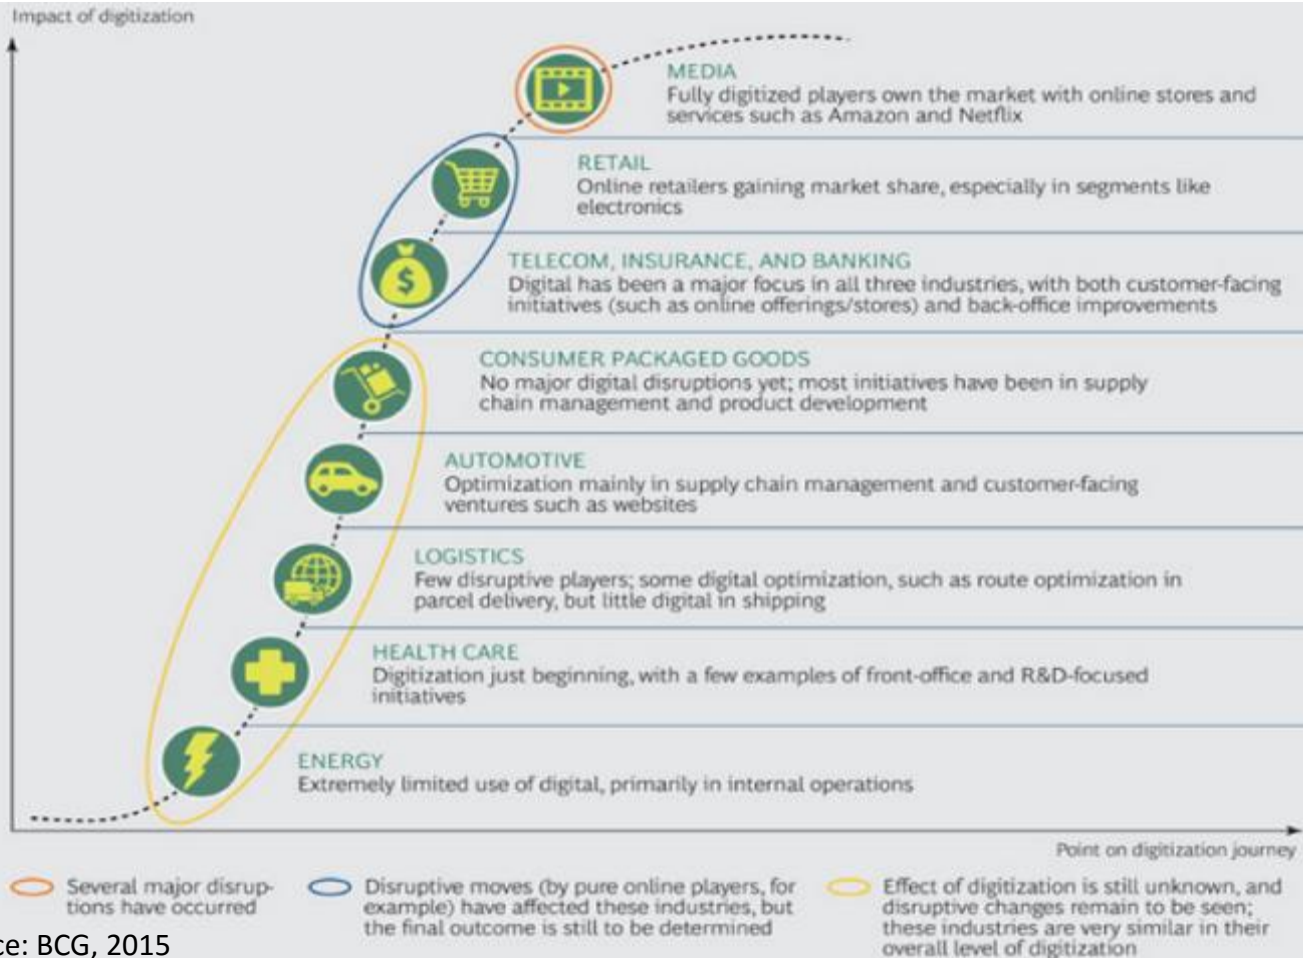 Impact of digitization
MEDIA
Fully digitized players own the market with online stores and
services such as Amazon and Netflix
RETAIL
Online retailers gaining market share, especially in segments like
electronics
$
TELECOM, INSURANCE, AND BANKING
Digital has been a major focus in all three industries, with both customer-facing
initiatives (such as online offerings/stores) and back-office improvements
CONSUMER PACKAGED GOODS
No major digital disruptions yet; most initiatives have been in supply
chain management and product development
AUTOMOTIVE
Optimization mainly in supply chain management and customer-facing
ventures such as websites
LOGISTICS
Few disruptive players; some digital optimization, such as route optimization in
parcel delivery, but little digital in shipping
HEALTH CARE
Digitization just beginning, with a few examples of front-office and R&D-focused
initiatives
ENERGY
Extremely limited use of digital, primarily in internal operations
Point on digitization journey
Several major disrup-
tions have occurred
Disruptive moves (by pure online players, for
example) have affected these industries, but
the final outcome is still to be determined
Effect of digitization is still unknown, and
disruptive changes remain to be seen;
these industries are very similar in their
overall level of digitization
ce: BCG, 2015